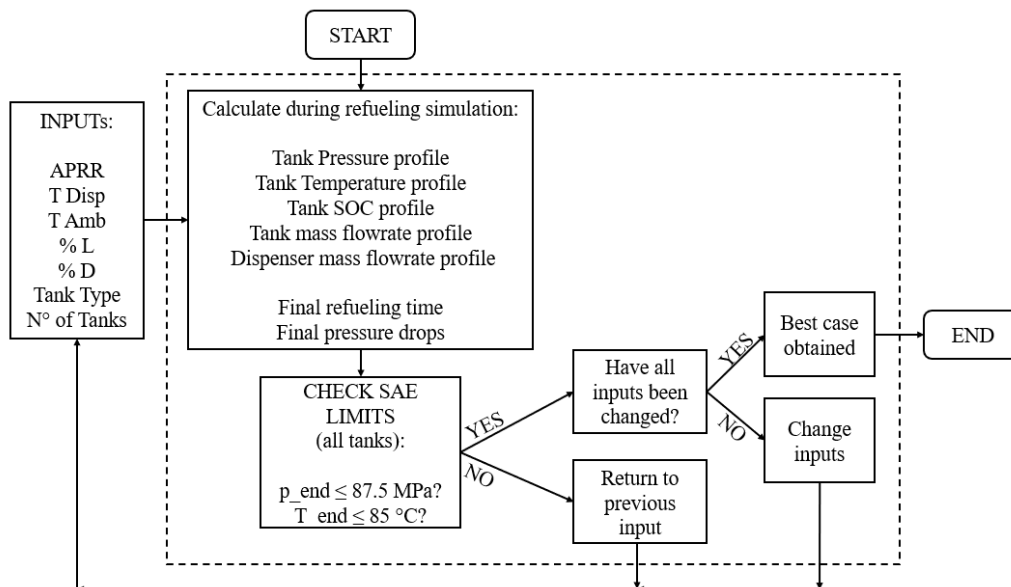 START
INPUTs:
APRR
T Disp
T Amb
% L
% D
Tank Type
N° of Tanks
Calculate during refueling simulation:
Tank Pressure profile
Tank Temperature profile
Tank SOC profile
Tank mass flowrate profile
Dispenser mass flowrate profile
Final refueling time
Final pressure drops
CHECK SAE
LIMITS
(all tanks):
p_end ≤ 87.5 MPa?
T_end ≤ 85 °C?
YES
NO
Have all
inputs been
changed?
Return to
previous
input
YES
NO
Best case
obtained
Change
inputs
END